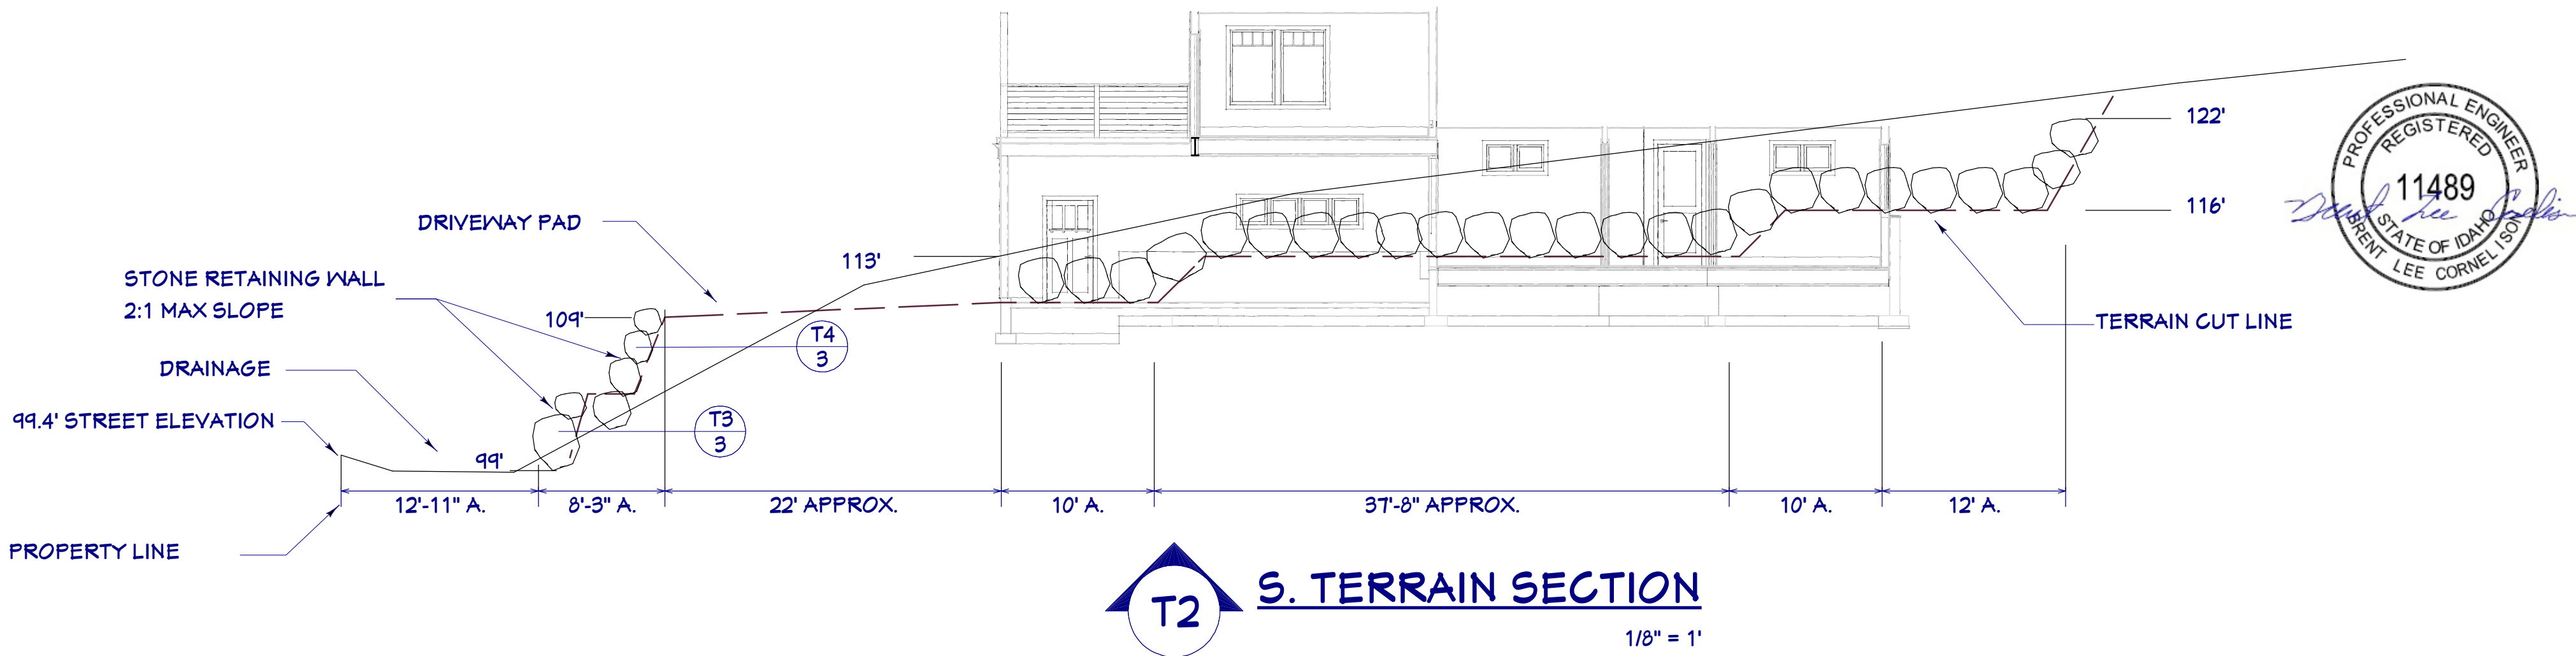 DRIVEWAY PAD
STONE RETAINING WALL
2:1 MAX SLOPE
DRAINAGE
99.4' STREET ELEVATION
PROPERTY LINE
109'
99'
113'
T4
3
T3
3
122'
116'
TERRAIN CUT LINE
12'-11" A.
8'-3" A.
22' APPROX.
10' A.
37'-8" APPROX.
10' A.
12' A.
PROFESSIONAL ENGINEER
REGISTERED
11489
STATE OF IDAHO
BRENT LEE CORNELISON
T2
S. TERRAIN SECTION
1/8" = 1'